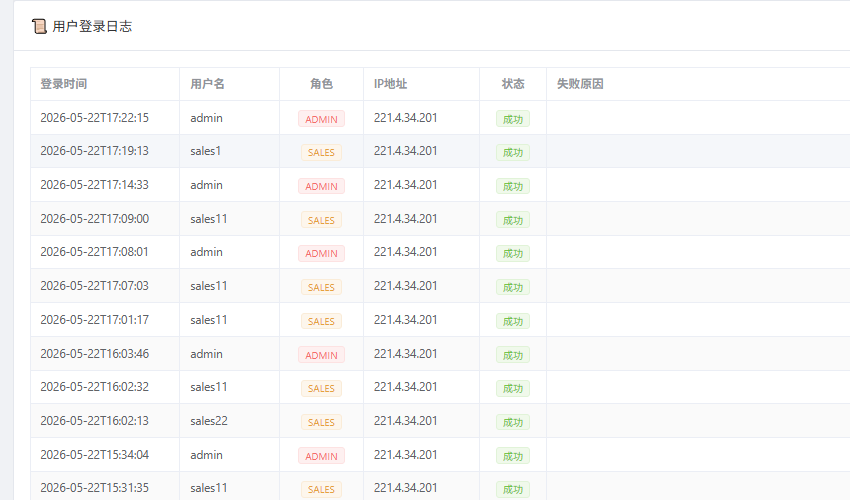 用户登录日志
登录时间 用户名 角色 IP地址 状态 失败原因
2026-05-22T17:22:15 admin ADMIN 221.4.34.201 成功
2026-05-22T17:19:13 sales1 SALES 221.4.34.201 成功
2026-05-22T17:14:33 admin ADMIN 221.4.34.201 成功
2026-05-22T17:09:00 sales11 SALES 221.4.34.201 成功
2026-05-22T17:08:01 admin ADMIN 221.4.34.201 成功
2026-05-22T17:07:03 sales11 SALES 221.4.34.201 成功
2026-05-22T17:01:17 sales11 SALES 221.4.34.201 成功
2026-05-22T16:03:46 admin ADMIN 221.4.34.201 成功
2026-05-22T16:02:32 sales11 SALES 221.4.34.201 成功
2026-05-22T16:02:13 sales22 SALES 221.4.34.201 成功
2026-05-22T15:34:04 admin ADMIN 221.4.34.201 成功
2026-05-22T15:31:35 sales11 SALES 221.4.34.201 成功